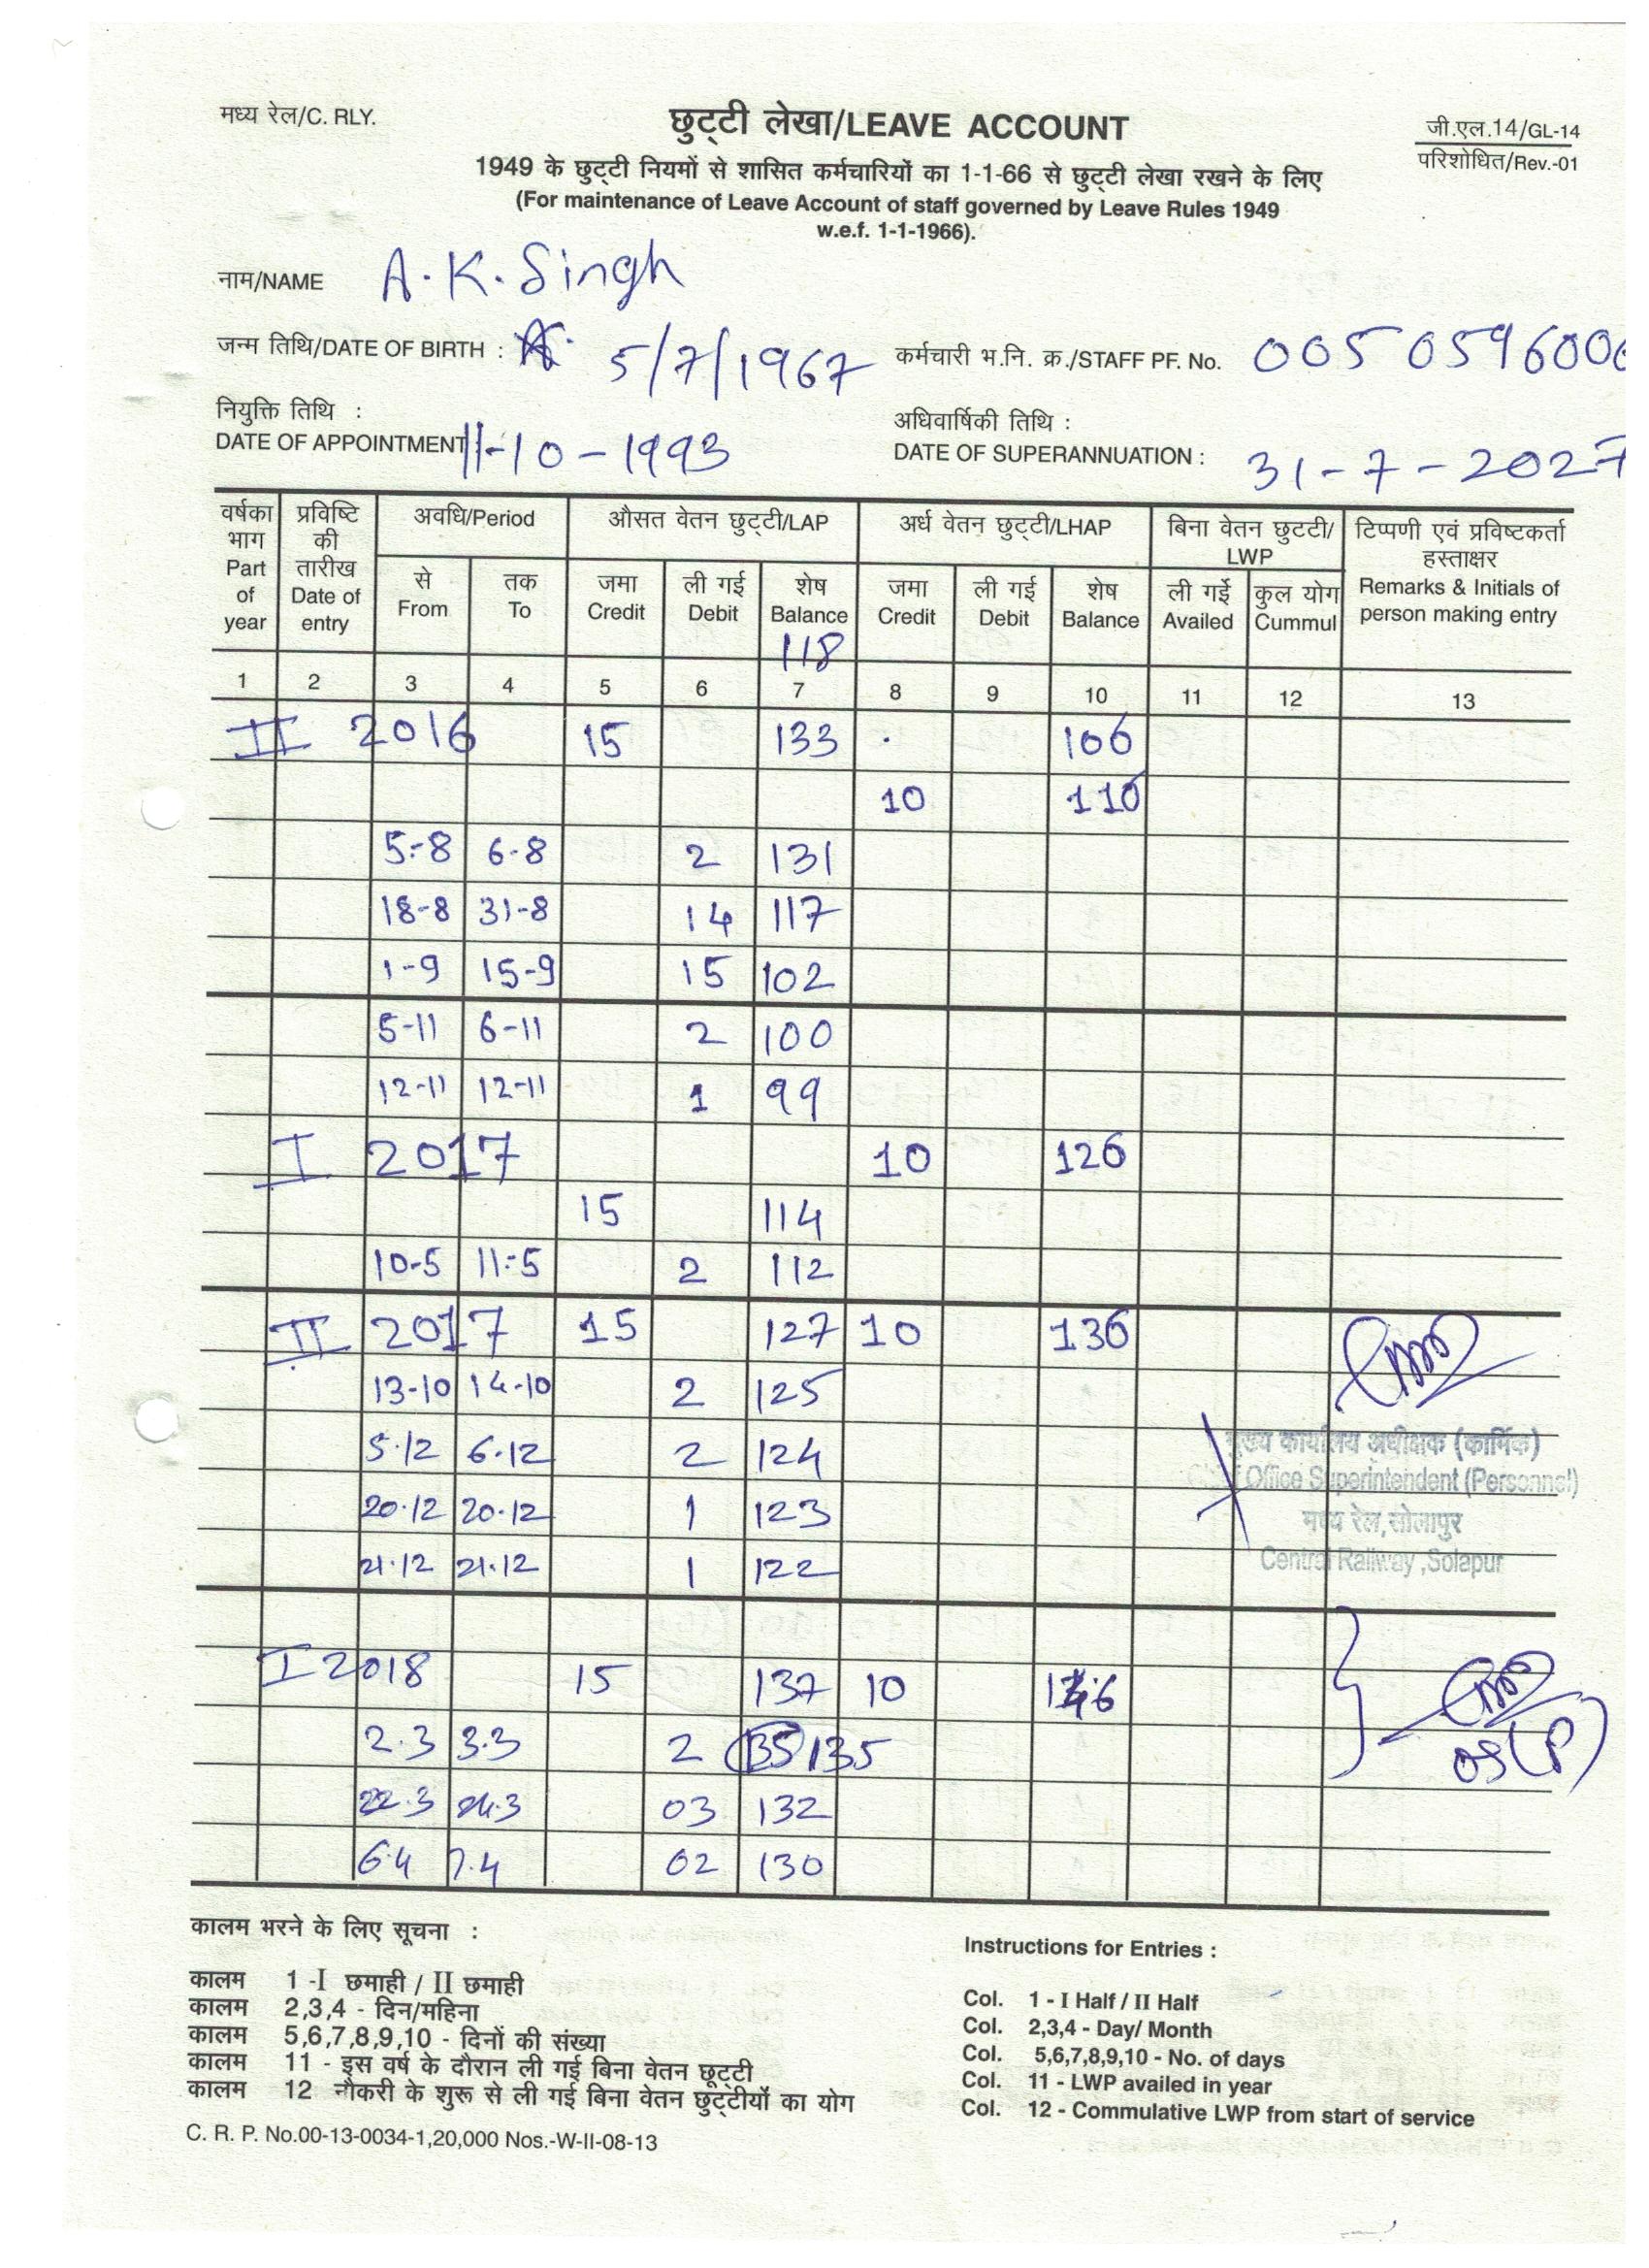 मध्य रेल/C. RLY.
छुट्टी लेखा/LEAVE ACCOUNT
जी.एल.14/GL-14
परिशोधित/Rev.-01
1949 के छुट्टी नियमों से शासित कर्मचारियों का 1-1-66 से छुट्टी लेखा रखने के लिए
(For maintenance of Leave Account of staff governed by Leave Rules 1949
w.e.f. 1-1-1966).
नाम/NAME A. K. Singh
जन्म तिथि/DATE OF BIRTH : 5/7/1967 कर्मचारी भ.नि. क्र./STAFF PF. No. 005 0596006
नियुक्ति तिथि : अधिवार्षिकी तिथि :
DATE OF APPOINTMENT 11-10-1993 DATE OF SUPERANNUATION : 31-7-2027
वर्षका भाग Part of year
प्रविष्टि की तारीख Date of entry
अवधि/Period
औसत वेतन छुट्टी/LAP
अर्ध वेतन छुट्टी/LHAP
बिना वेतन छुटटी/ LWP
टिप्पणी एवं प्रविष्टकर्ता हस्ताक्षर Remarks & Initials of person making entry
से From तक To जमा Credit ली गई Debit शेष Balance जमा Credit ली गई Debit शेष Balance ली गईे Availed कुल योग Cummul
118
1 2 3 4 5 6 7 8 9 10 11 12 13
II 2016 15 133 . 106
10 116
5-8 6-8 2 131
18-8 31-8 14 117
1-9 15-9 15 102
5-11 6-11 2 100
12-11 12-11 1 99
I 2017 10 126
15 114
10-5 11-5 2 112
II 2017 15 127 10 136
13-10 14-10 2 125
5.12 6.12 2 124
20.12 20.12 1 123
21.12 21.12 1 122
मुख्य कार्यालय अधीक्षक (कार्मिक)
Chief Office Superintendent (Personnel)
मध्य रेल, सोलापुर
Central Railway, Solapur
I 2018 15 137 10 146
2.3 3.3 2 135 135
22.3 24.3 03 132
6.4 7.4 02 130
OS(P)
कालम भरने के लिए सूचना :
कालम 1 -I छमाही / II छमाही
कालम 2,3,4 - दिन/महिना
कालम 5,6,7,8,9,10 - दिनों की संख्या
कालम 11 - इस वर्ष के दौरान ली गई बिना वेतन छूट्टी
कालम 12 नौकरी के शुरू से ली गई बिना वेतन छुट्टीयों का योग
C. R. P. No.00-13-0034-1,20,000 Nos.-W-II-08-13
Instructions for Entries :
Col. 1 - I Half / II Half
Col. 2,3,4 - Day/ Month
Col. 5,6,7,8,9,10 - No. of days
Col. 11 - LWP availed in year
Col. 12 - Commulative LWP from start of service